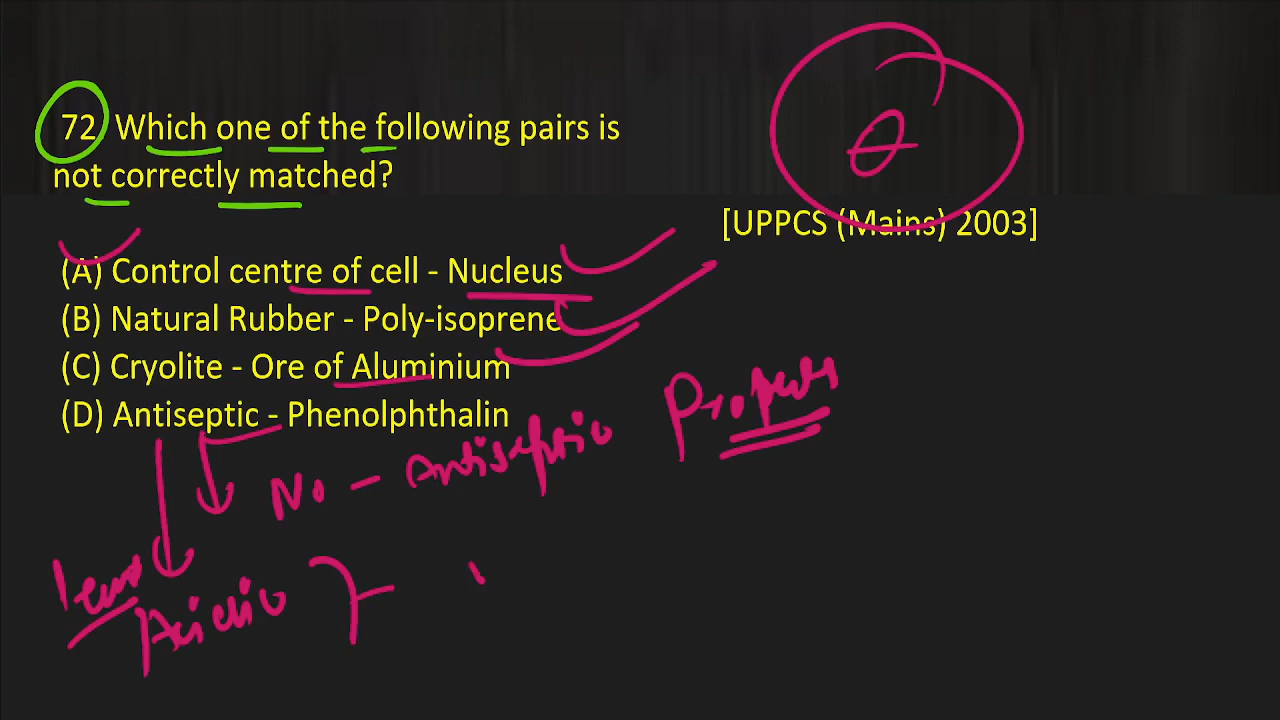 72 Which one of the following pairs is
not correctly matched?
[UPPCS (Mains) 2003]
(A) Control centre of cell - Nucleus
(B) Natural Rubber - Poly-isoprene
(C) Cryolite - Ore of Aluminium
(D) Antiseptic - Phenolphthalin
No - Antiseptic